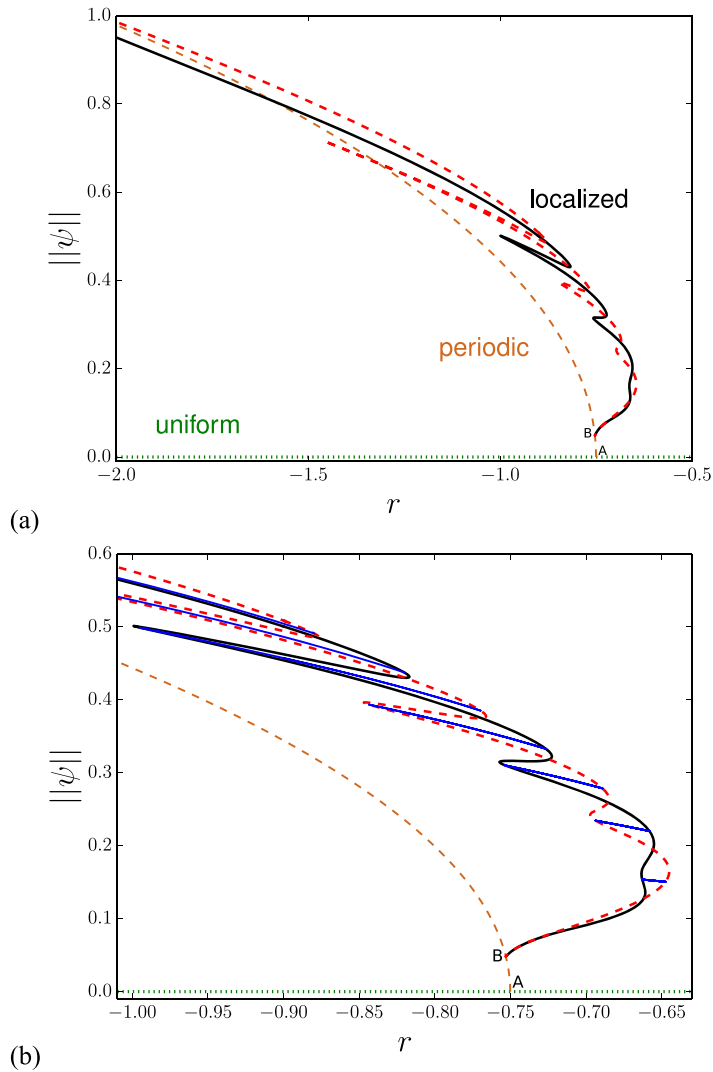 1.0
0.8
0.6
0.4
0.2
0.0
||ψ||
localized
periodic
uniform
B
A
−2.0 −1.5 −1.0 −0.5
r
(a)
0.6
0.5
0.4
0.3
0.2
0.1
0.0
||ψ||
B
A
−1.00 −0.95 −0.90 −0.85 −0.80 −0.75 −0.70 −0.65
r
(b)